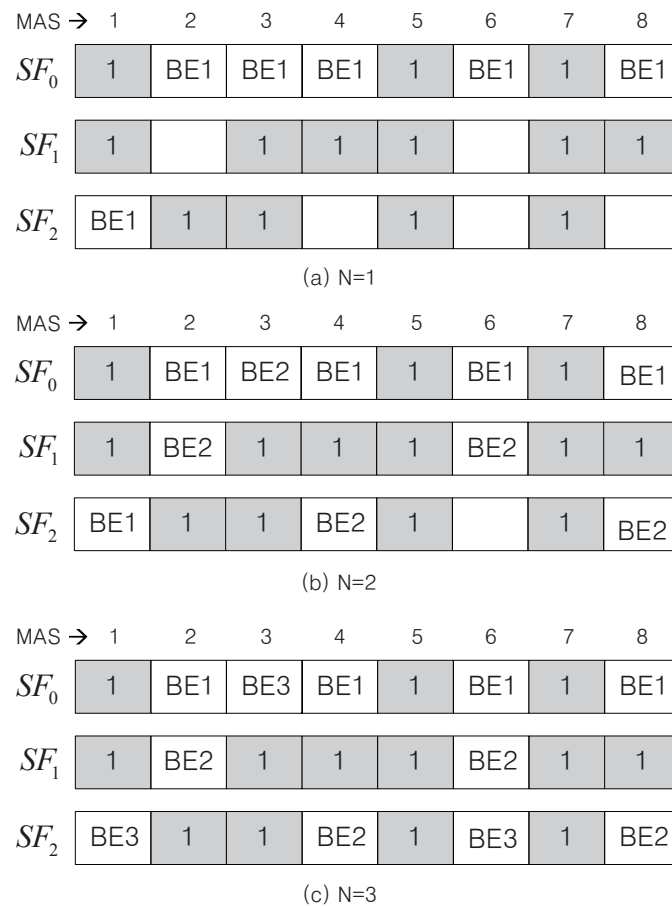 MAS → 1 2 3 4 5 6 7 8
SF₀ 1 BE1 BE1 BE1 1 BE1 1 BE1
SF₁ 1 1 1 1 1 1
SF₂ BE1 1 1 1 1
(a) N=1
MAS → 1 2 3 4 5 6 7 8
SF₀ 1 BE1 BE2 BE1 1 BE1 1 BE1
SF₁ 1 BE2 1 1 1 BE2 1 1
SF₂ BE1 1 1 BE2 1 1 BE2
(b) N=2
MAS → 1 2 3 4 5 6 7 8
SF₀ 1 BE1 BE3 BE1 1 BE1 1 BE1
SF₁ 1 BE2 1 1 1 BE2 1 1
SF₂ BE3 1 1 BE2 1 BE3 1 BE2
(c) N=3